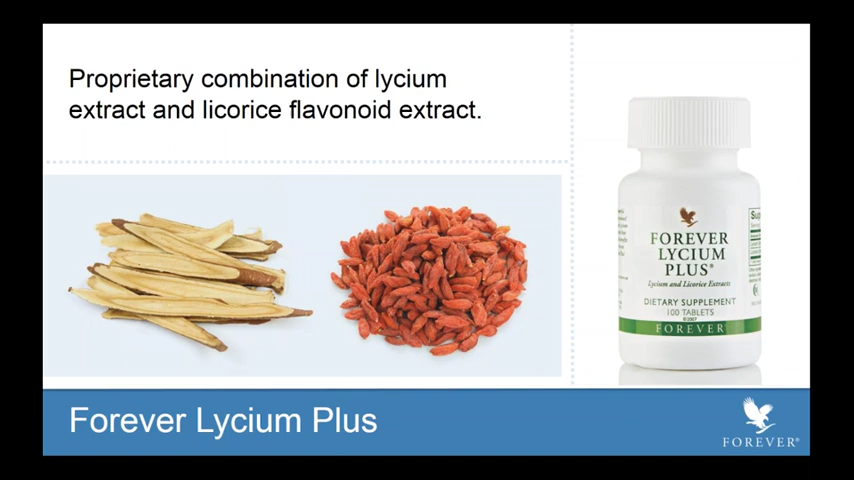 Proprietary combination of lycium
extract and licorice flavonoid extract.
FOREVER
LYCIUM
PLUS®
Lycium and Licorice Extracts
DIETARY SUPPLEMENT
100 TABLETS
©2007
FOREVER
Forever Lycium Plus
FOREVER®